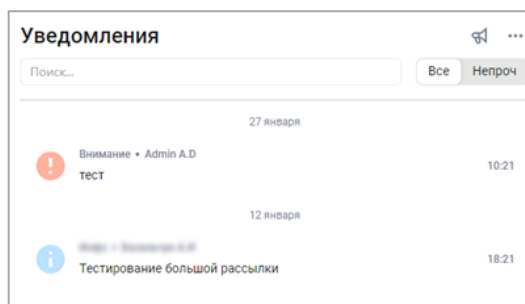 Уведомления
Поиск...
Все Непроч
27 января
Внимание • Admin A.D
тест
10:21
12 января
Тестирование большой рассылки
18:21